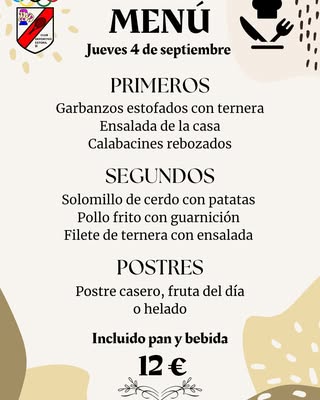 MENÚ
Jueves 4 de septiembre
PRIMEROS
Garbanzos estofados con ternera
Ensalada de la casa
Calabacines rebozados
SEGUNDOS
Solomillo de cerdo con patatas
Pollo frito con guarnición
Filete de ternera con ensalada
POSTRES
Postre casero, fruta del día
o helado
Incluido pan y bebida
12 €